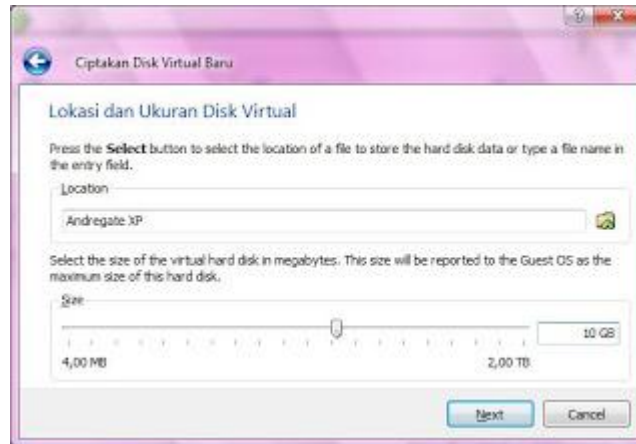 Ciptakan Disk Virtual Baru
Lokasi dan Ukuran Disk Virtual
Press the Select button to select the location of a file to store the hard disk data or type a file name in
the entry field.
Location
Andregate XP
Select the size of the virtual hard disk in megabytes. This size will be reported to the Guest OS as the
maximum size of this hard disk.
Size
10 GB
4,00 MB 2,00 TB
Next Cancel